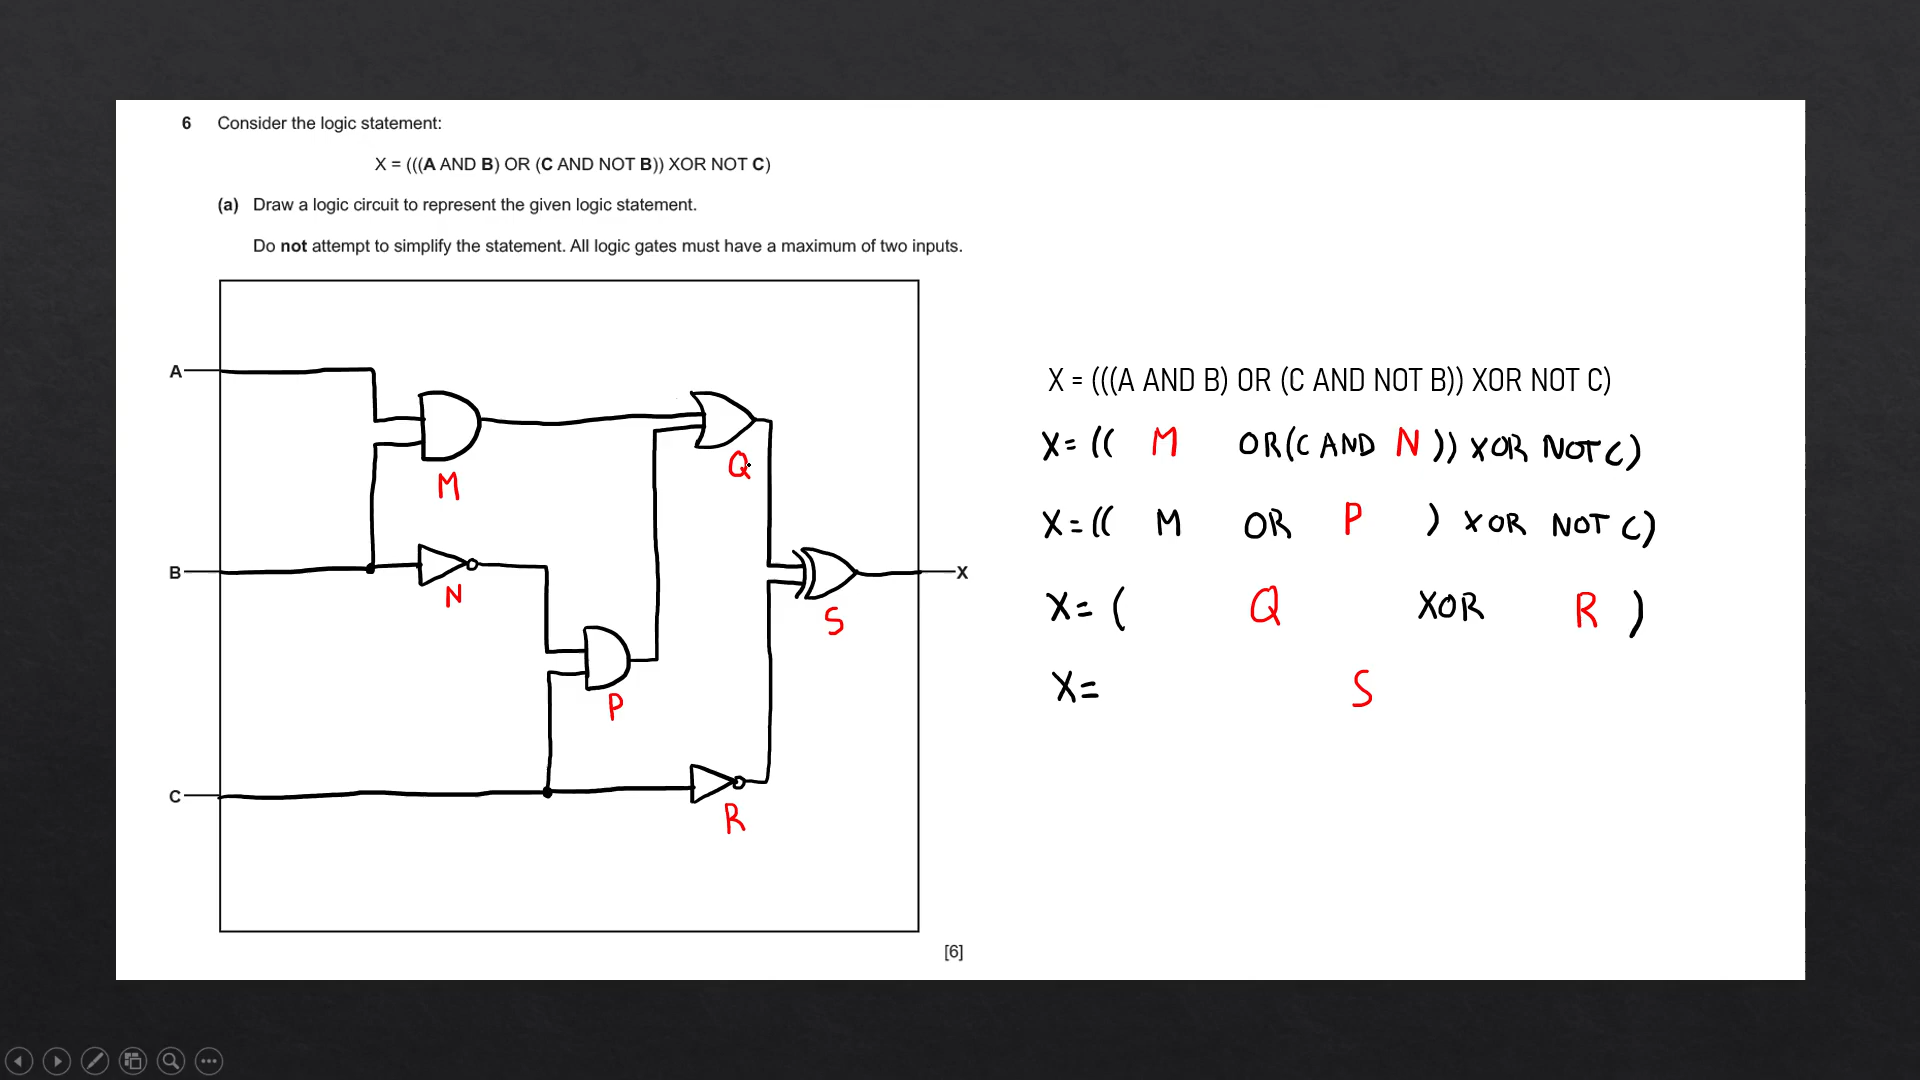 6 Consider the logic statement:
X = (((A AND B) OR (C AND NOT B)) XOR NOT C)
(a) Draw a logic circuit to represent the given logic statement.
Do not attempt to simplify the statement. All logic gates must have a maximum of two inputs.
A
M
Q
B
N
X
S
P
C
R
[6]
X = (((A AND B) OR (C AND NOT B)) XOR NOT C)
X = (( M OR (C AND N )) XOR NOT C)
X = (( M OR P ) XOR NOT C)
X = ( Q XOR R )
X = S